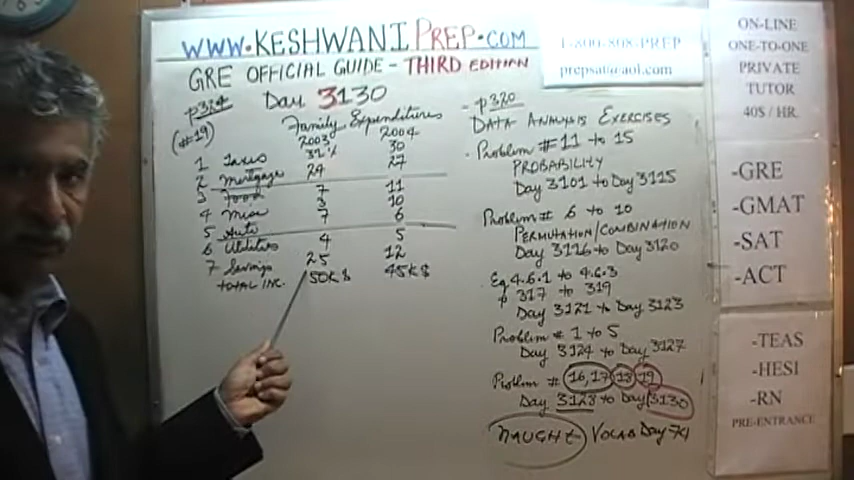 WWW.KESHWANIPREP.COM
GRE OFFICIAL GUIDE - THIRD EDITION
p324 Day 3130
(#19) Family Expenditures
2003 2004
1 Taxes 31% 30
2 Mortgage 24 27
3 Food 7 11
4 Misc 3 10
5 Auto 7 6
6 Utilities 4 5
7 Savings 25 12
TOTAL INC. 50K$ 45K$
- p320
DATA ANALYSIS EXERCISES
Problem #11 to 15
PROBABILITY
Day 3101 to Day 3115
Problem # 6 to 10
PERMUTATION/COMBINATION
Day 3116 to Day 3120
Eg 4.6.1 to 4.6.3
p 317 to 319
Day 3121 to Day 3123
Problem # 1 to 5
Day 3124 to Day 3127
Problem # 16,17 18 19
Day 3128 to Day 3130
NAUGHT- VOCAB Day 74
1-800-808-PREP
prepsat@aol.com
ON-LINE
ONE-TO-ONE
PRIVATE
TUTOR
40$ / HR.
-GRE
-GMAT
-SAT
-ACT
-TEAS
-HESI
-RN
PRE-ENTRANCE